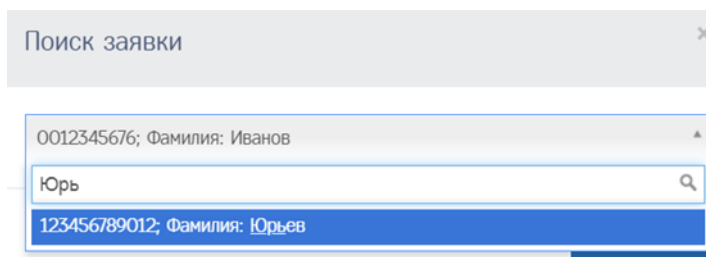 Поиск заявки
0012345676; Фамилия: Иванов
Юрь
123456789012; Фамилия: Юрьев